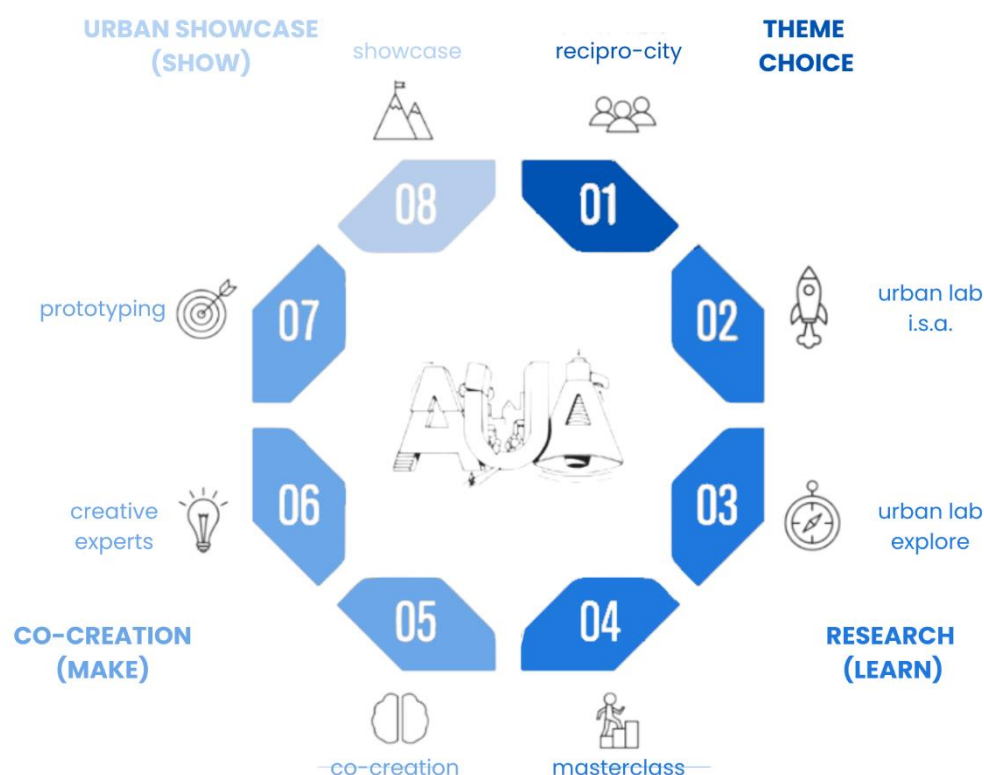 URBAN SHOWCASE
(SHOW)
showcase
recipro-city
THEME
CHOICE
08
01
prototyping
07
02
urban lab
i.s.a.
AUA
creative
experts
06
03
urban lab
explore
05
04
CO-CREATION
(MAKE)
RESEARCH
(LEARN)
co-creation
masterclass